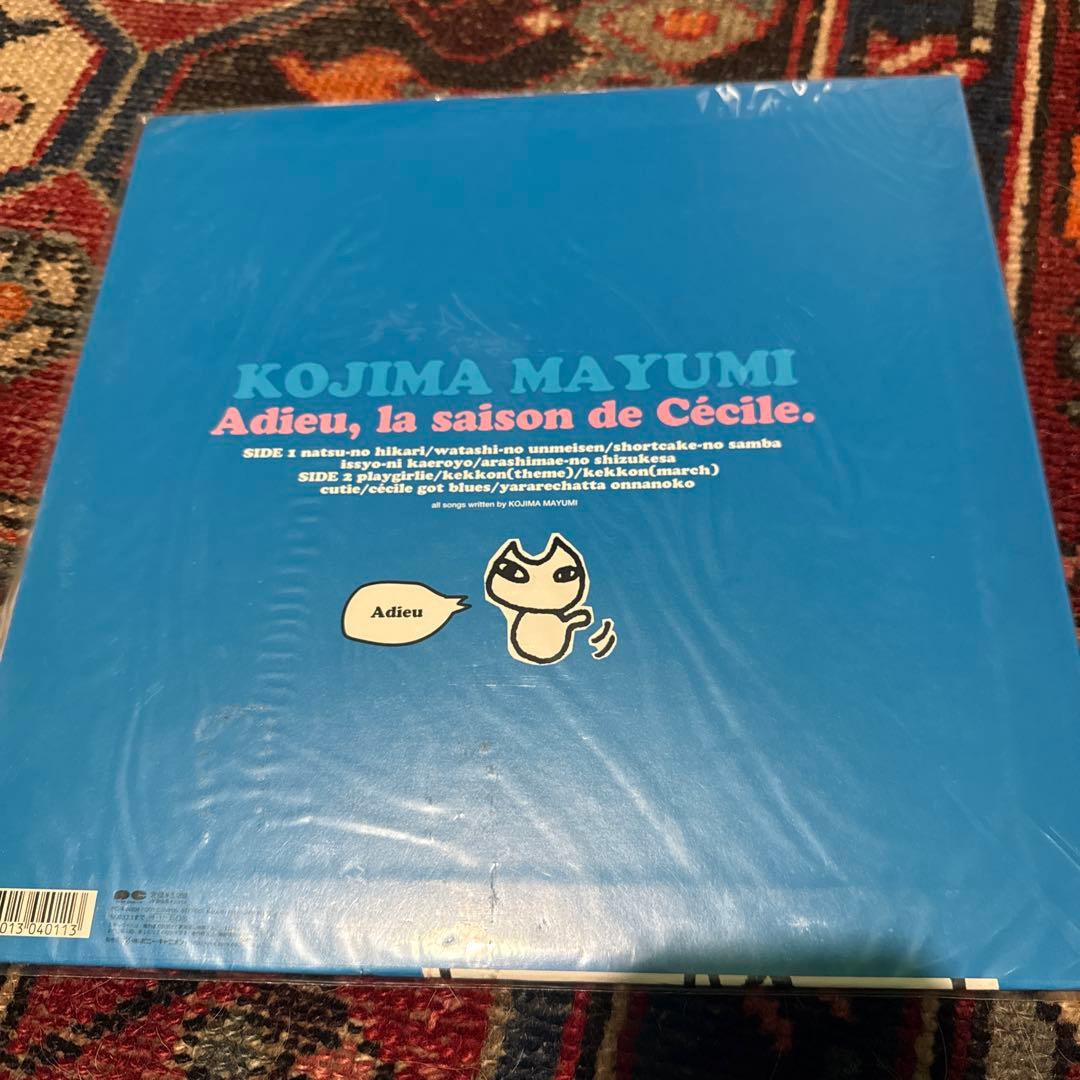 KOJIMA MAYUMI
Adieu, la saison de Cécile.
SIDE 1 natsu-no hikari/watashi-no unmeisen/shortcake-no samba
issyo-ni kaeroyo/arashimae-no shizukesa
SIDE 2 playgirlie/kekkon(theme)/kekkon(march)
cutie/cécile got blues/yararechatta onnanoko
all songs written by KOJIMA MAYUMI
Adieu
013 040113